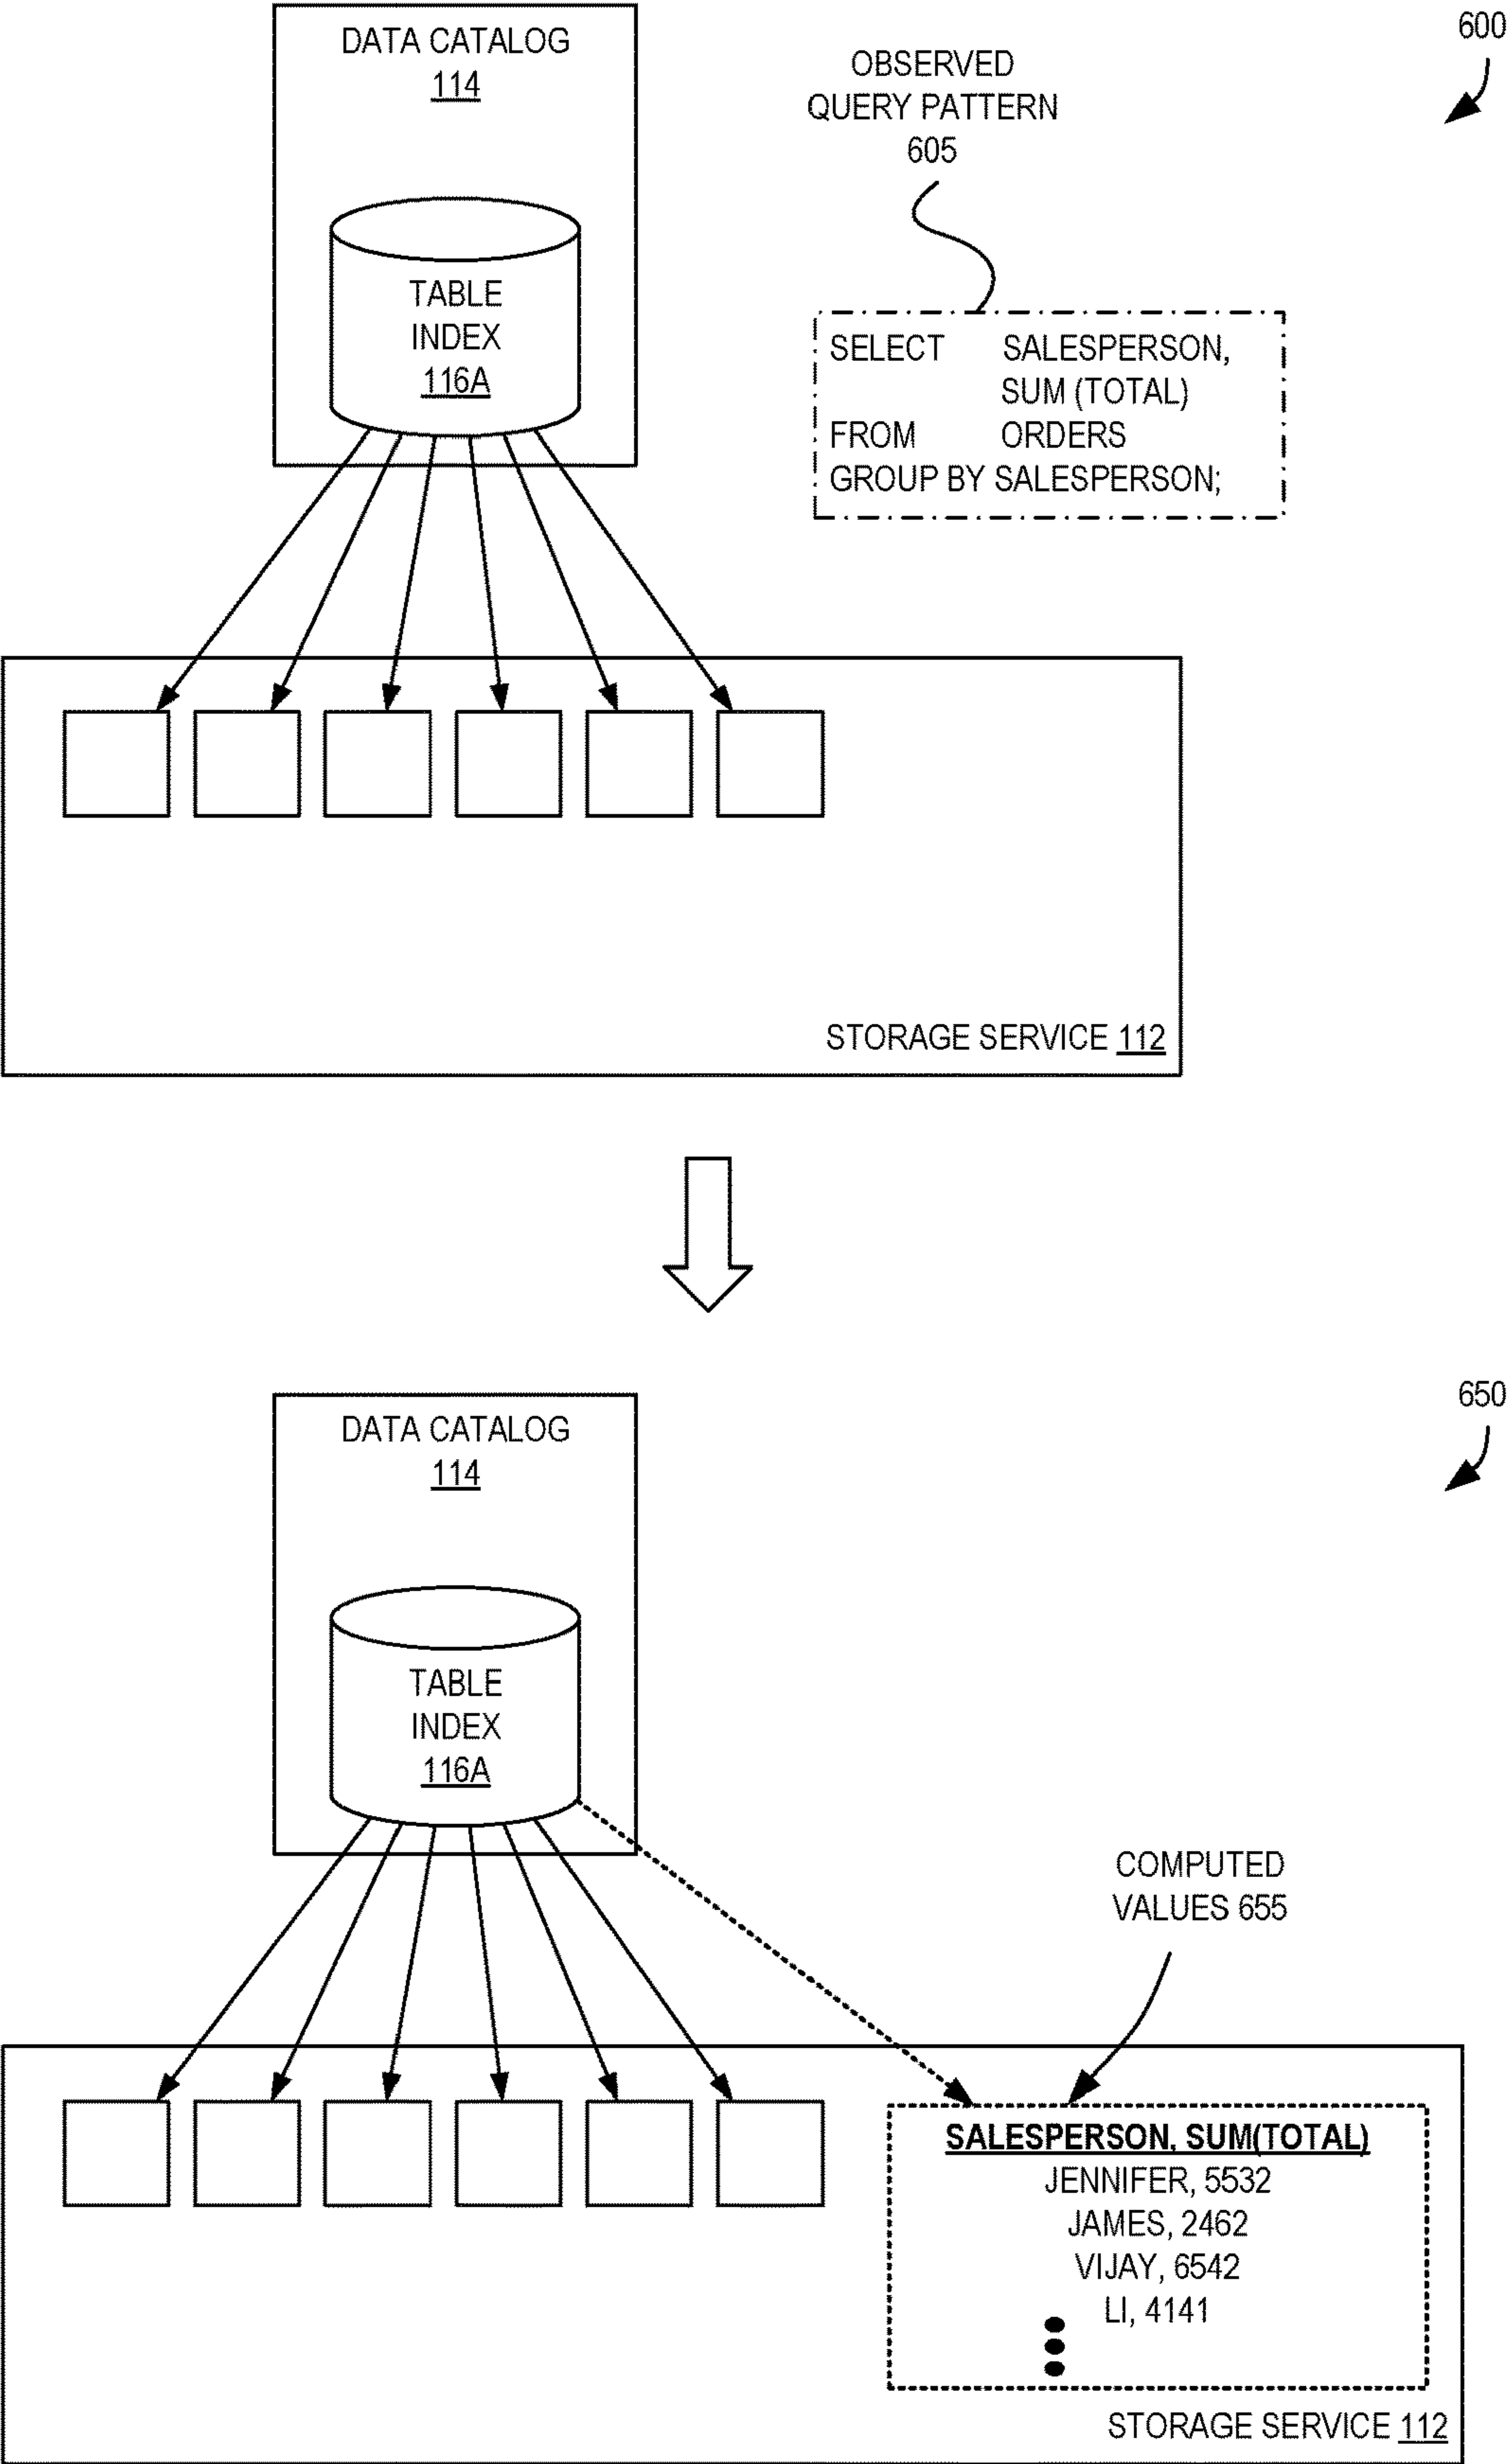 600
DATA CATALOG
114
OBSERVED
QUERY PATTERN
605
TABLE
INDEX
116A
SELECT SALESPERSON,
SUM (TOTAL)
FROM ORDERS
GROUP BY SALESPERSON;
STORAGE SERVICE 112
650
DATA CATALOG
114
TABLE
INDEX
116A
COMPUTED
VALUES 655
SALESPERSON, SUM(TOTAL)
JENNIFER, 5532
JAMES, 2462
VIJAY, 6542
LI, 4141
STORAGE SERVICE 112